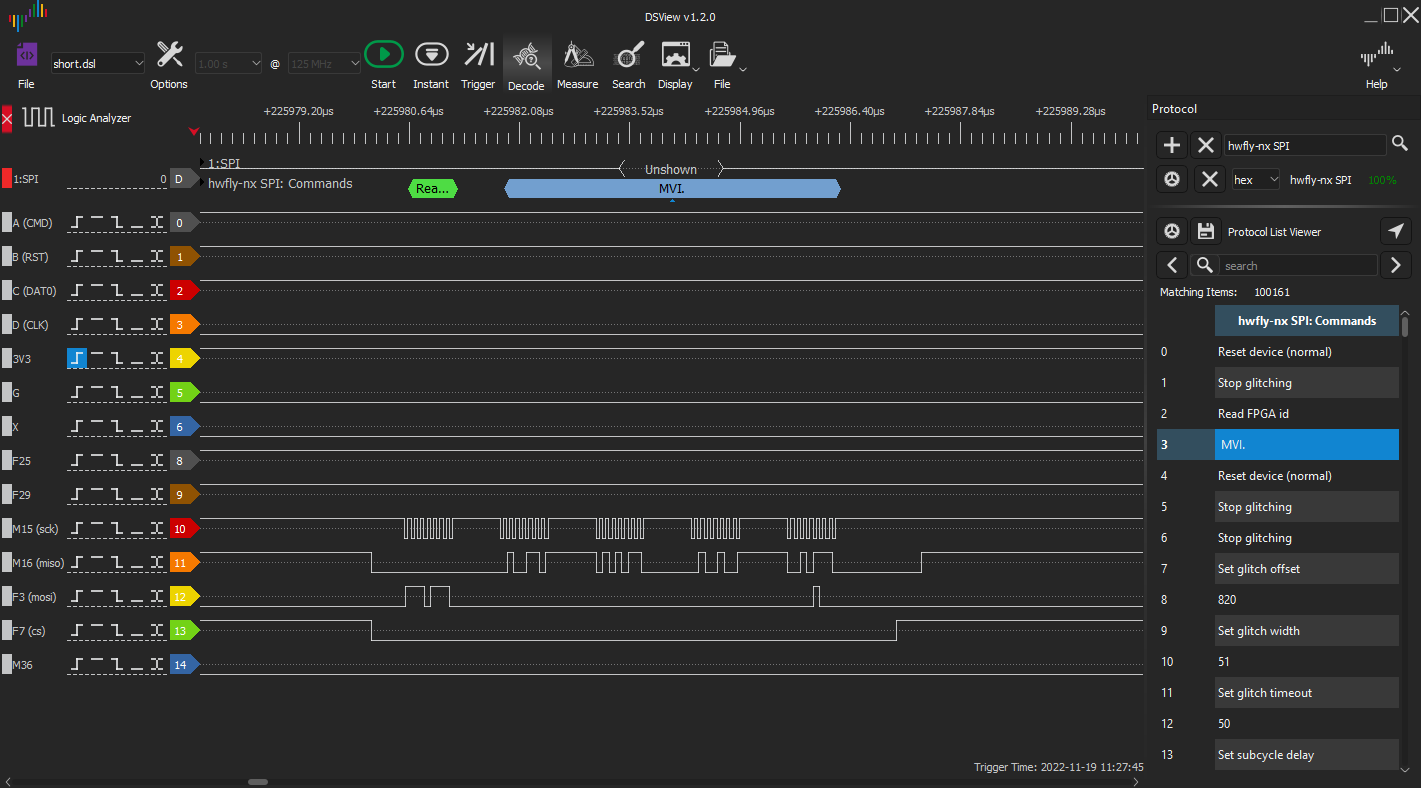 DSView v1.2.0
File
short.dsl
Options
1.00 s
@
125 MHz
Start
Instant
Trigger
Decode
Measure
Search
Display
File
Help
Logic Analyzer
+225979.20µs
+225980.64µs
+225982.08µs
+225983.52µs
+225984.96µs
+225986.40µs
+225987.84µs
+225989.28µs
1:SPI
0
D
1:SPI
Unshown
hwfly-nx SPI: Commands
Rea...
MVI.
A (CMD)
0
B (RST)
1
C (DAT0)
2
D (CLK)
3
3V3
4
G
5
X
6
F25
8
F29
9
M15 (sck)
10
M16 (miso)
11
F3 (mosi)
12
F7 (cs)
13
M36
14
Trigger Time: 2022-11-19 11:27:45
Protocol
hwfly-nx SPI
hex
hwfly-nx SPI
100%
Protocol List Viewer
search
Matching Items: 100161
hwfly-nx SPI: Commands
0 Reset device (normal)
1 Stop glitching
2 Read FPGA id
3 MVI.
4 Reset device (normal)
5 Stop glitching
6 Stop glitching
7 Set glitch offset
8 820
9 Set glitch width
10 51
11 Set glitch timeout
12 50
13 Set subcycle delay